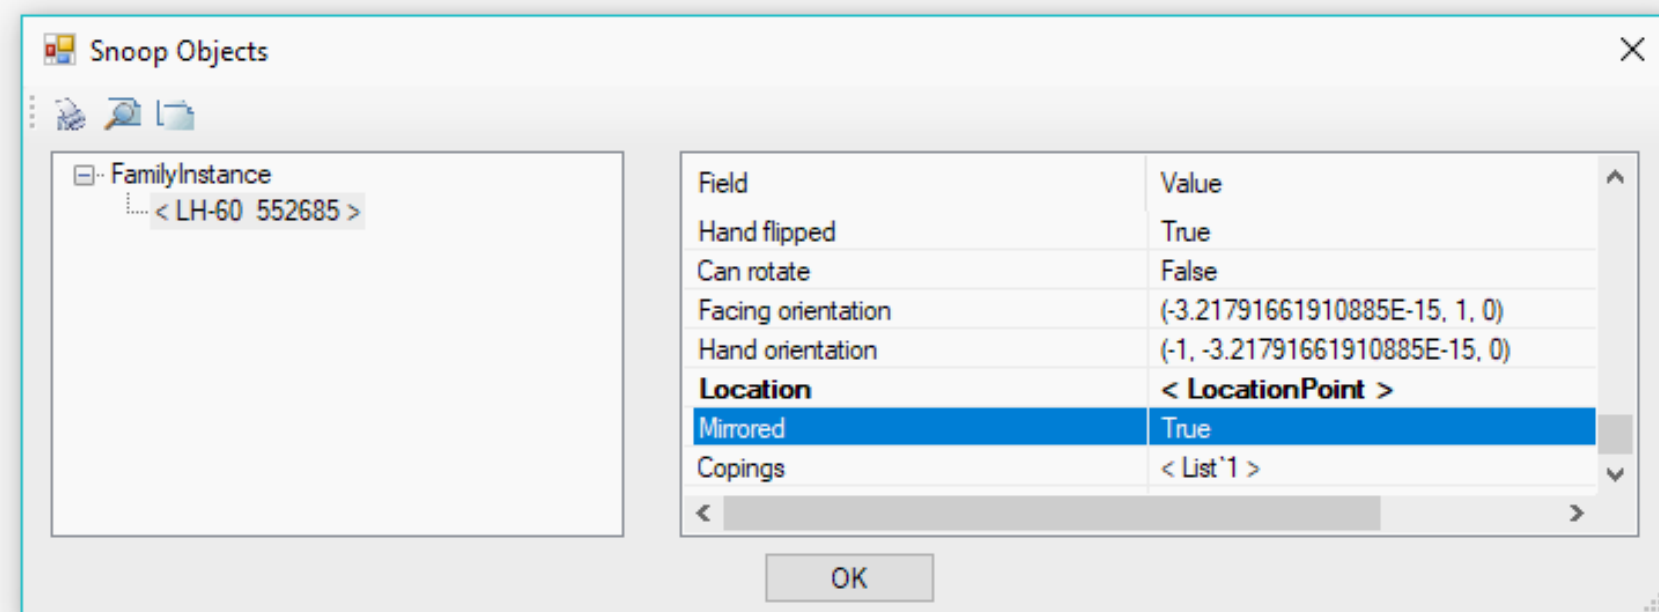 Snoop Objects
FamilyInstance
< LH-60 552685 >
Field Value
Hand flipped True
Can rotate False
Facing orientation (-3.21791661910885E-15, 1, 0)
Hand orientation (-1, -3.21791661910885E-15, 0)
Location < LocationPoint >
Mirrored True
Copings < List`1 >
OK